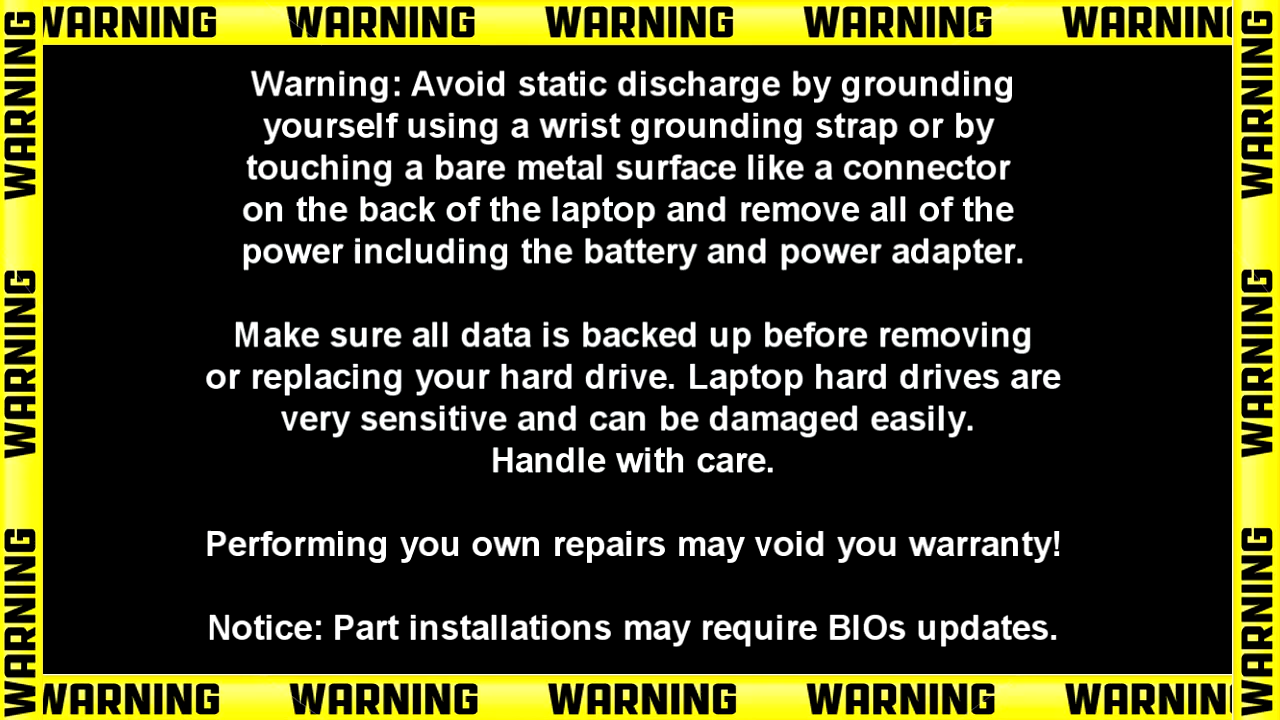 WARNING WARNING WARNING WARNING WARNING
WARNING WARNING WARNING
Warning: Avoid static discharge by grounding
yourself using a wrist grounding strap or by
touching a bare metal surface like a connector
on the back of the laptop and remove all of the
power including the battery and power adapter.
Make sure all data is backed up before removing
or replacing your hard drive. Laptop hard drives are
very sensitive and can be damaged easily.
Handle with care.
Performing you own repairs may void you warranty!
Notice: Part installations may require BIOs updates.
WARNING WARNING WARNING
WARNING WARNING WARNING WARNING WARNING